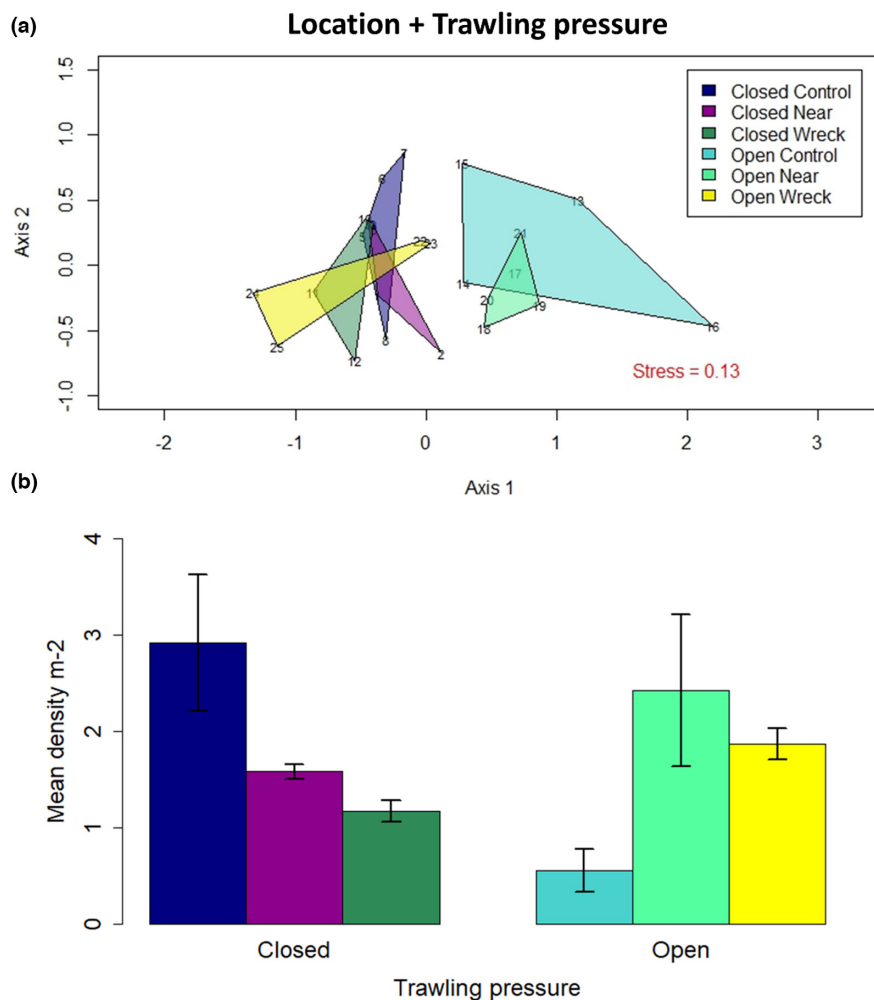 (a)
Location + Trawling pressure
1.5
1.0
0.5
0.0
-0.5
-1.0
Axis 2
Closed Control
Closed Near
Closed Wreck
Open Control
Open Near
Open Wreck
7
6
15
13
22
23
21
17
24
11
14
20
19
18
16
25
8
12
2
Stress = 0.13
-2
-1
0
1
2
3
Axis 1
(b)
4
3
2
1
0
Mean density m-2
Closed
Open
Trawling pressure